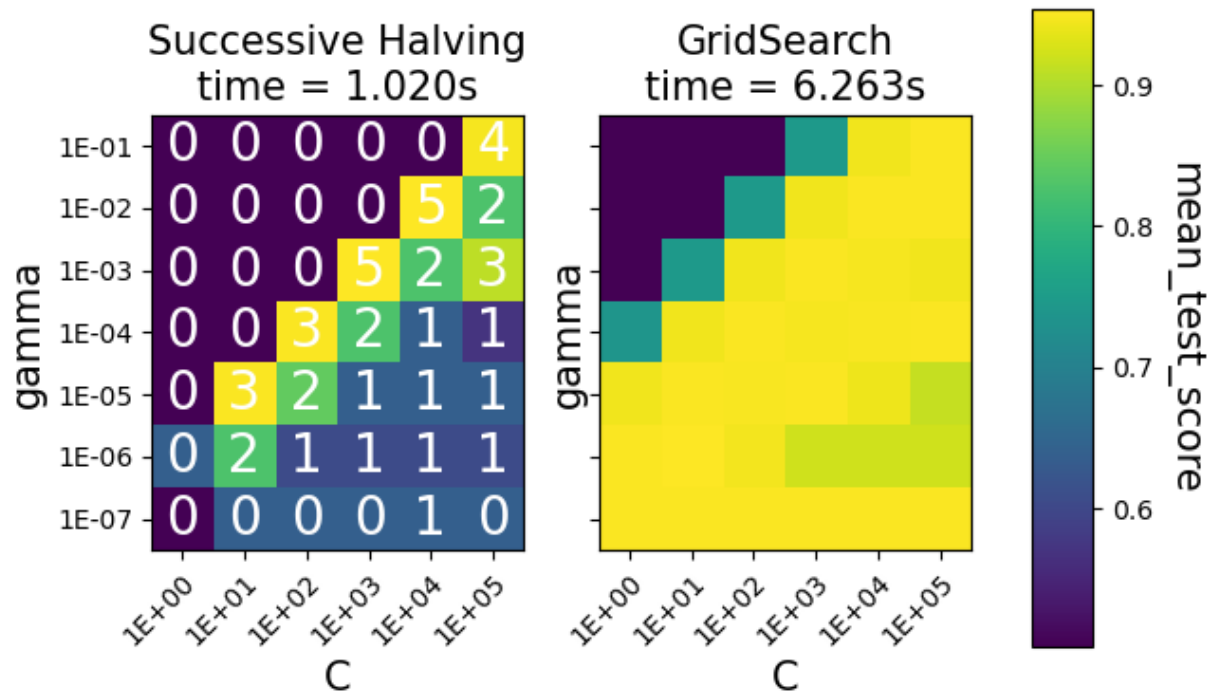 Successive Halving
time = 1.020s
GridSearch
time = 6.263s
gamma
1E-01
0 0 0 0 0 4
1E-02
0 0 0 0 5 2
1E-03
0 0 0 5 2 3
1E-04
0 0 3 2 1 1
1E-05
0 3 2 1 1 1
1E-06
0 2 1 1 1 1
1E-07
0 0 0 0 1 0
1E+00
1E+01
1E+02
1E+03
1E+04
1E+05
C
gamma
1E+00
1E+01
1E+02
1E+03
1E+04
1E+05
C
0.9
0.8
0.7
0.6
mean_test_score